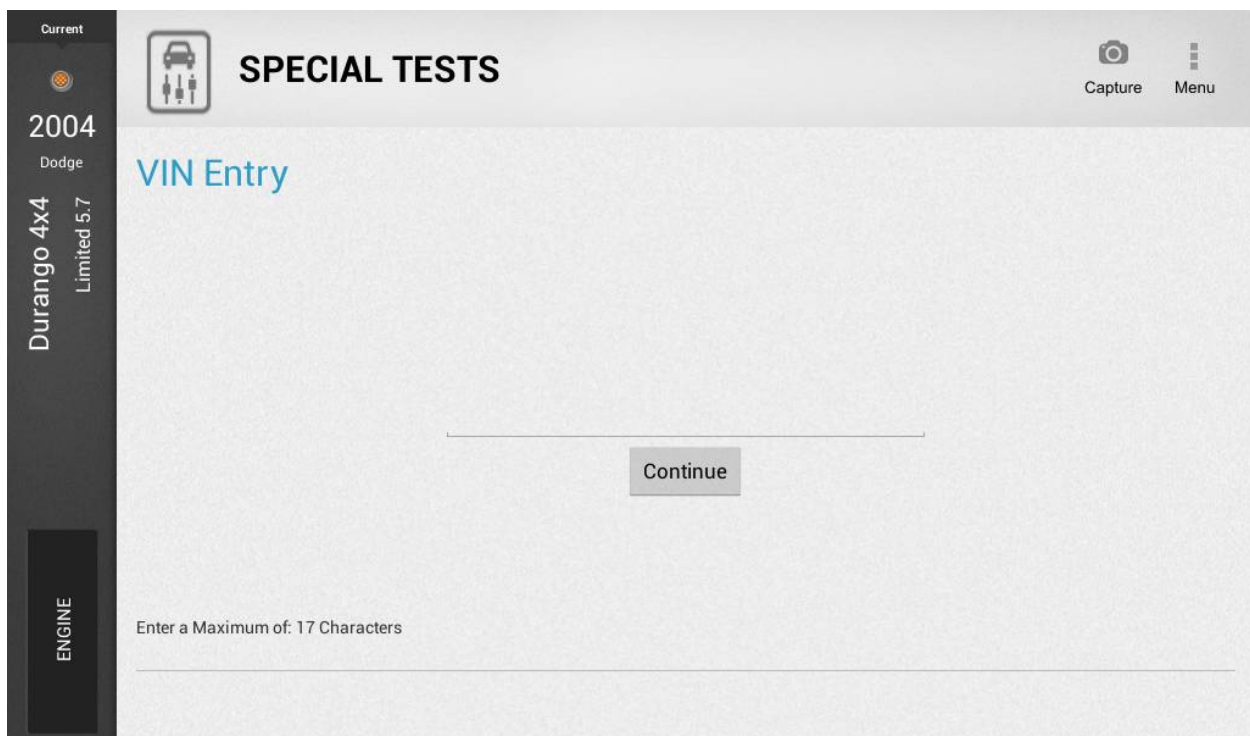 Current
2004
Dodge
Durango 4x4
Limited 5.7
ENGINE
SPECIAL TESTS
Capture
Menu
VIN Entry
Continue
Enter a Maximum of: 17 Characters